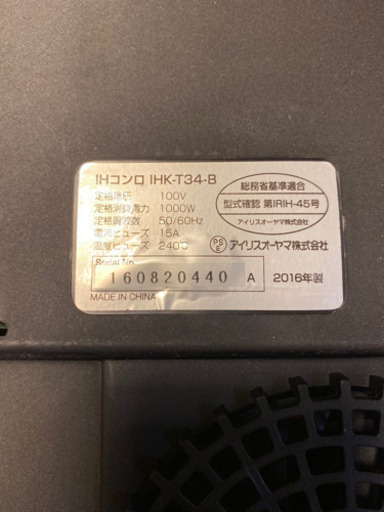 IHコンロ IHK-T34-B
定格電圧 100V
定格消費電力 1000W
定格周波数 50/60Hz
電流ヒューズ 15A
温度ヒューズ 240℃
総務省基準適合
型式確認 第IRIH-45号
アイリスオーヤマ株式会社
PSE アイリスオーヤマ株式会社
Serial No.
160820440 A
2016年製
MADE IN CHINA